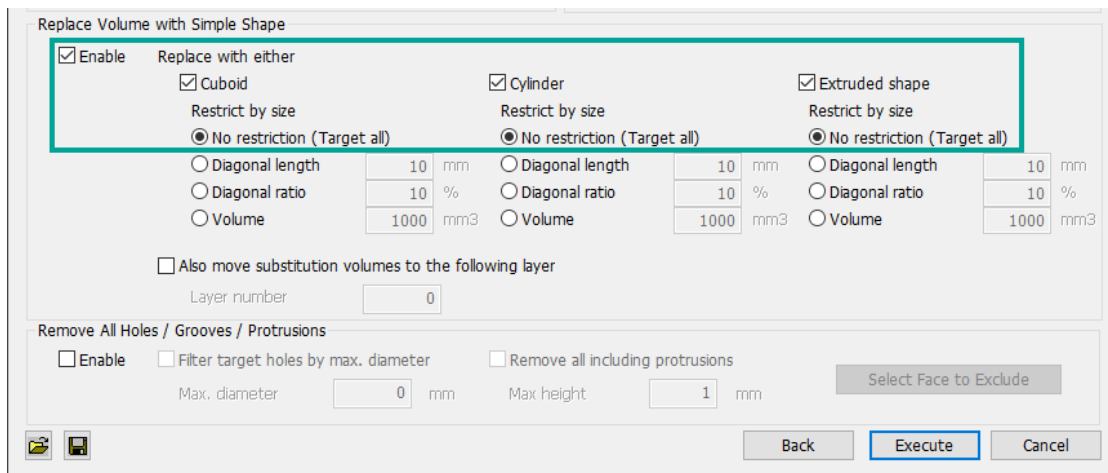 Replace Volume with Simple Shape
Enable Replace with either
Cuboid Cylinder Extruded shape
Restrict by size Restrict by size Restrict by size
No restriction (Target all) No restriction (Target all) No restriction (Target all)
Diagonal length 10 mm Diagonal length 10 mm Diagonal length 10 mm
Diagonal ratio 10 % Diagonal ratio 10 % Diagonal ratio 10 %
Volume 1000 mm3 Volume 1000 mm3 Volume 1000 mm3
Also move substitution volumes to the following layer
Layer number 0
Remove All Holes / Grooves / Protrusions
Enable Filter target holes by max. diameter Remove all including protrusions
Max. diameter 0 mm Max height 1 mm Select Face to Exclude
Back Execute Cancel